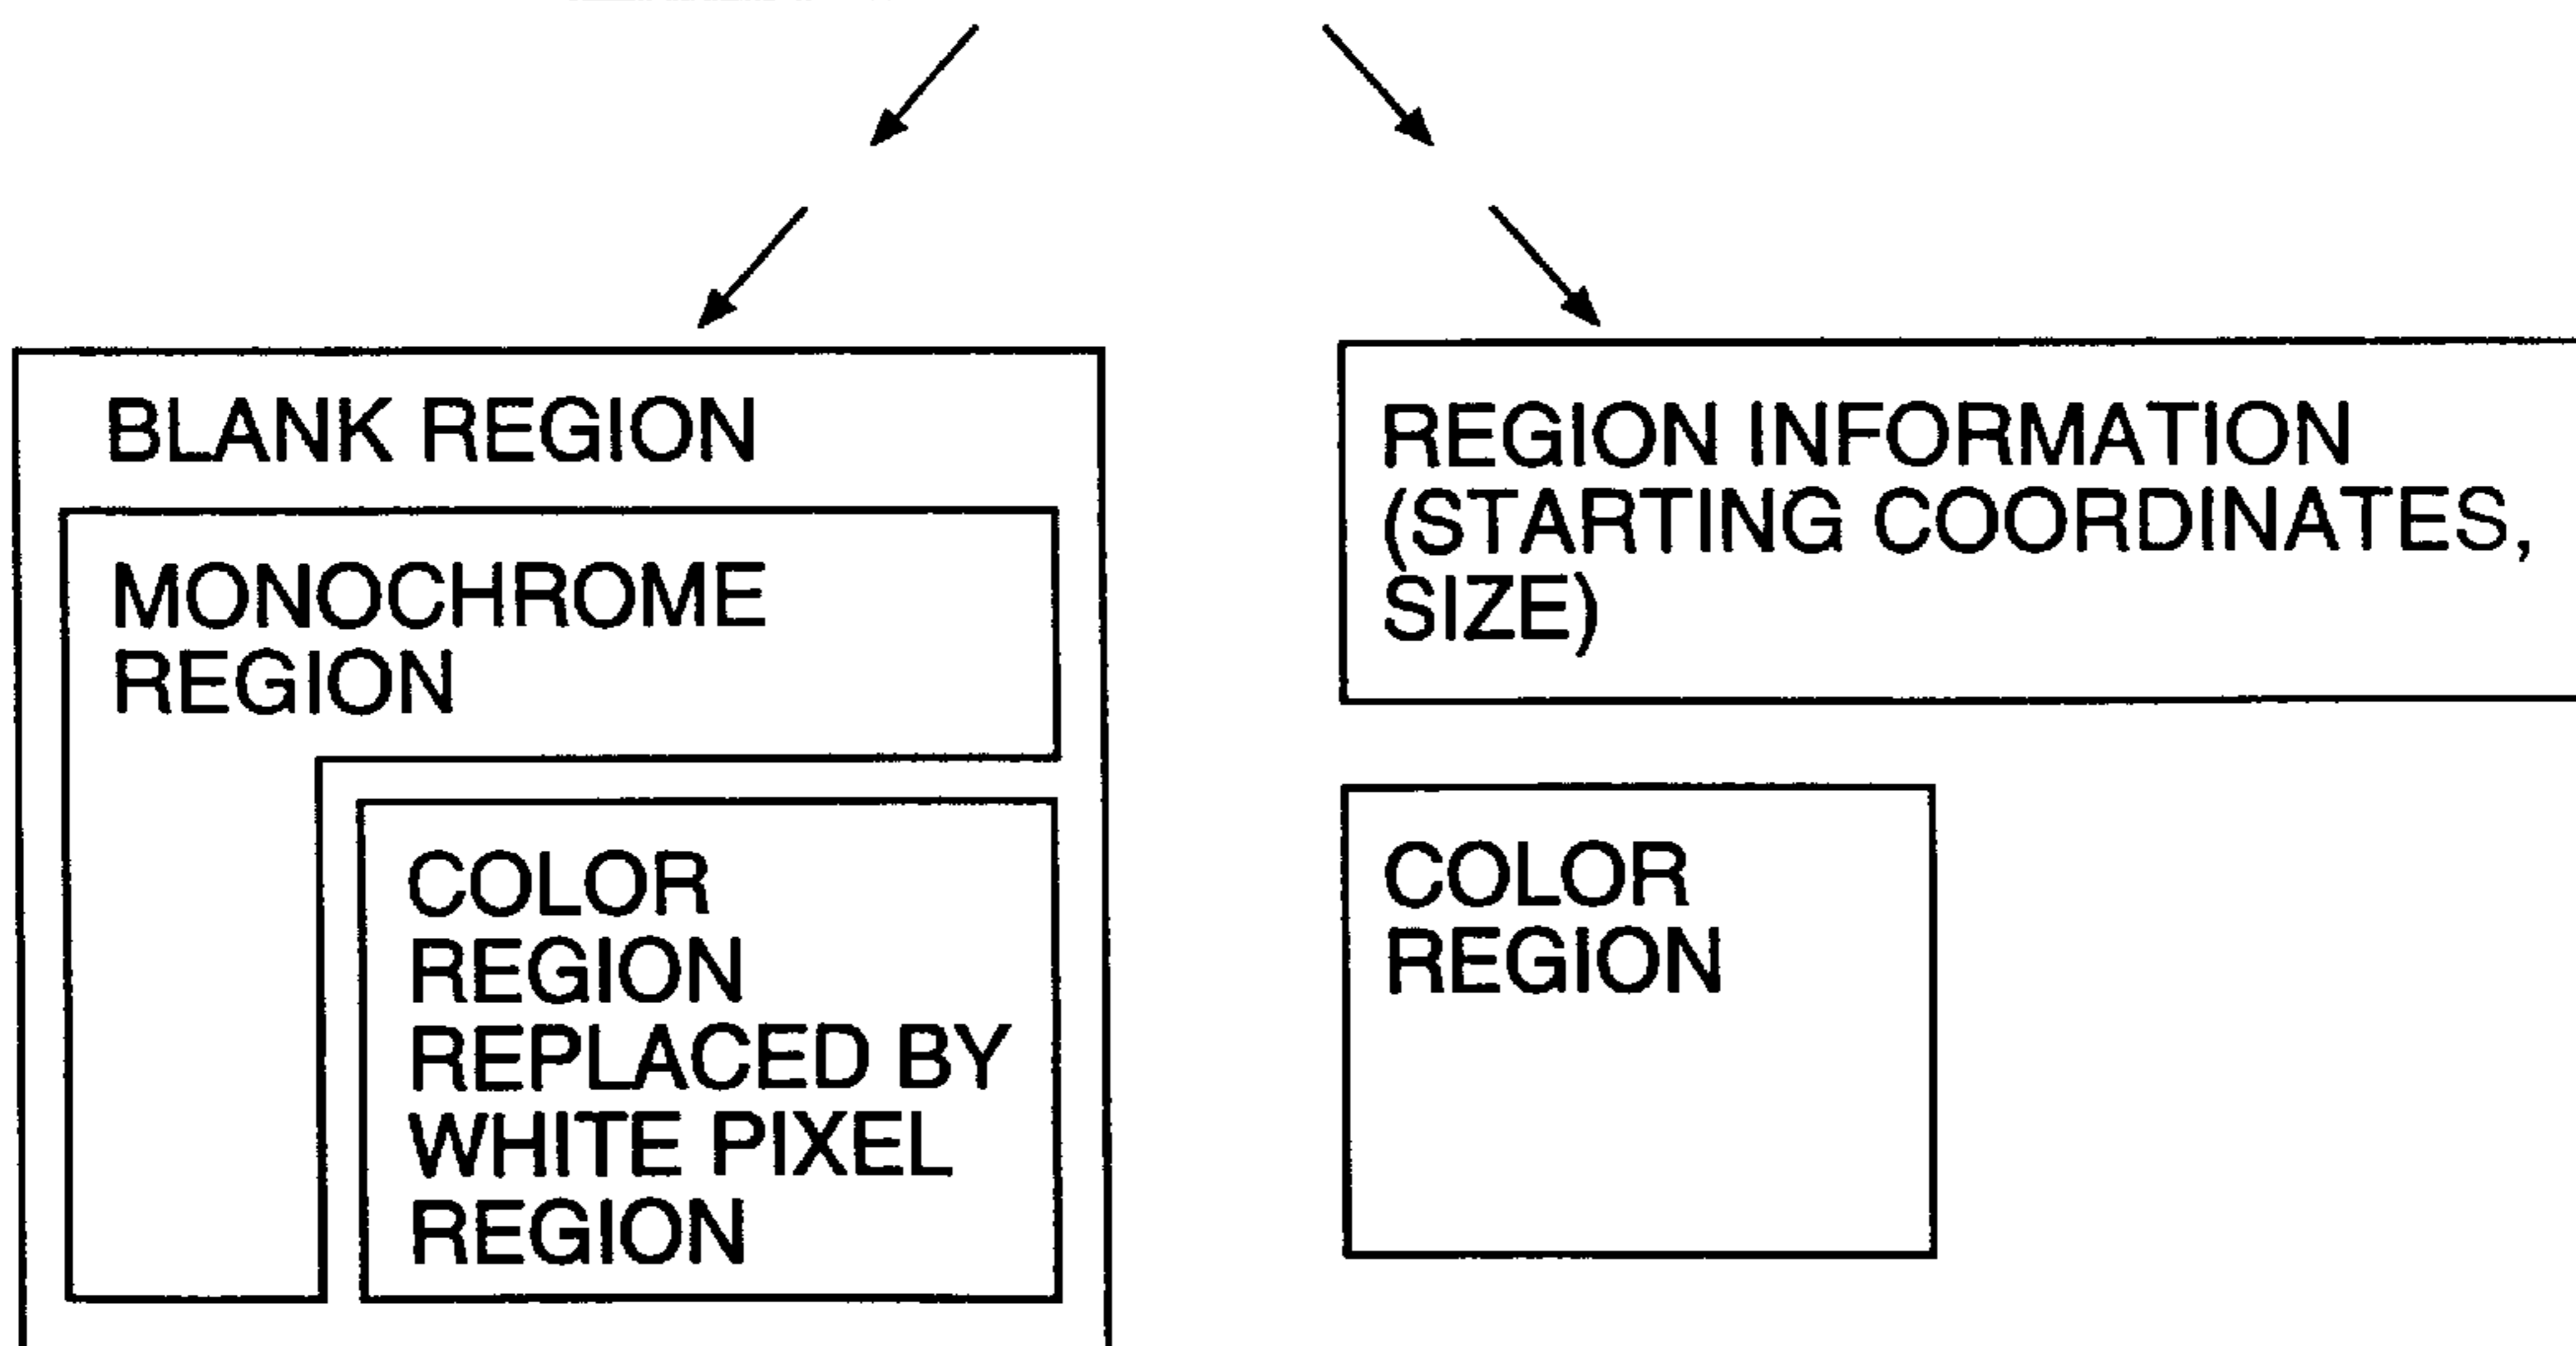 BLANK REGION
MONOCHROME
REGION
COLOR
REGION
REPLACED BY
WHITE PIXEL
REGION
REGION INFORMATION
(STARTING COORDINATES,
SIZE)
COLOR
REGION